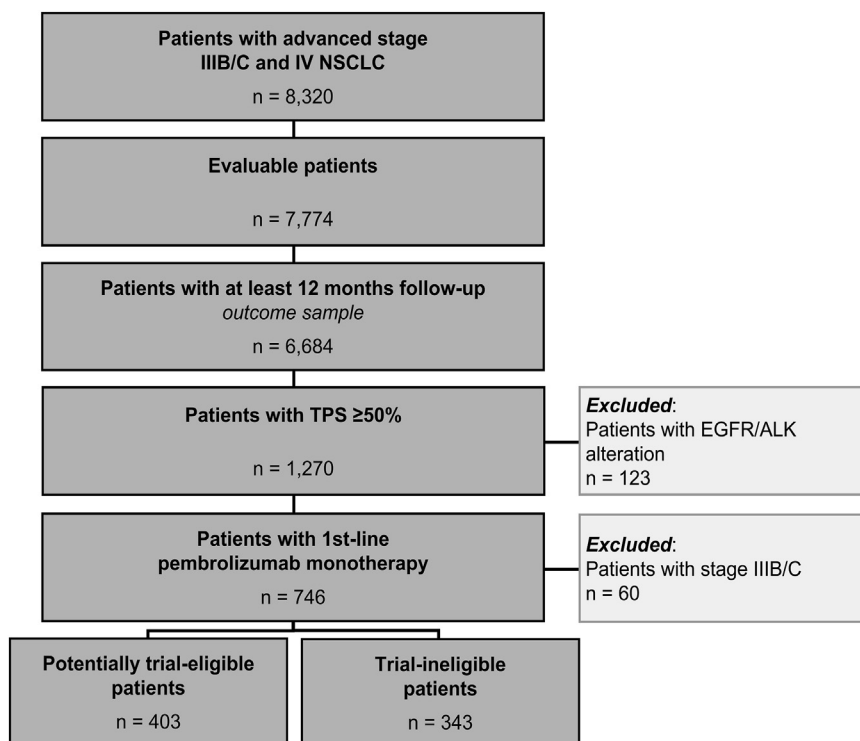 Patients with advanced stage
IIIB/C and IV NSCLC
n = 8,320
Evaluable patients
n = 7,774
Patients with at least 12 months follow-up
outcome sample
n = 6,684
Patients with TPS ≥50%
n = 1,270
Excluded:
Patients with EGFR/ALK
alteration
n = 123
Patients with 1st-line
pembrolizumab monotherapy
n = 746
Excluded:
Patients with stage IIIB/C
n = 60
Potentially trial-eligible
patients
n = 403
Trial-ineligible
patients
n = 343